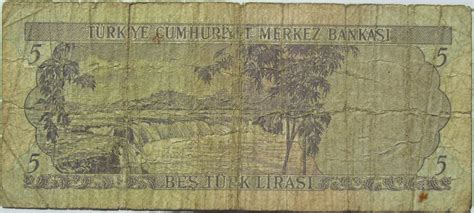 5 TÜRKİYE CUMHURİYET MERKEZ BANKASI 5
5 BEŞ TÜRK LİRASI 5